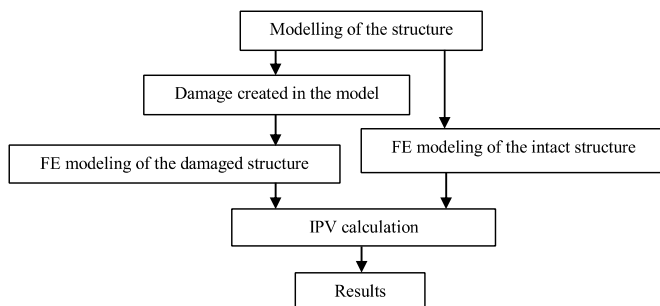 Modelling of the structure
Damage created in the model
FE modeling of the damaged structure
FE modeling of the intact structure
IPV calculation
Results